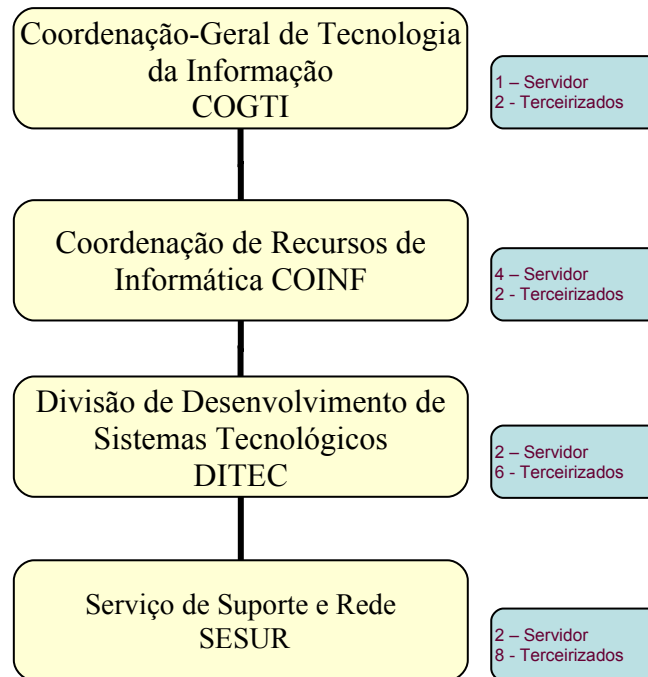 Coordenação-Geral de Tecnologia
da Informação
COGTI
1 – Servidor
2 - Terceirizados
Coordenação de Recursos de
Informática COINF
4 – Servidor
2 - Terceirizados
Divisão de Desenvolvimento de
Sistemas Tecnológicos
DITEC
2 – Servidor
6 - Terceirizados
Serviço de Suporte e Rede
SESUR
2 – Servidor
8 - Terceirizados